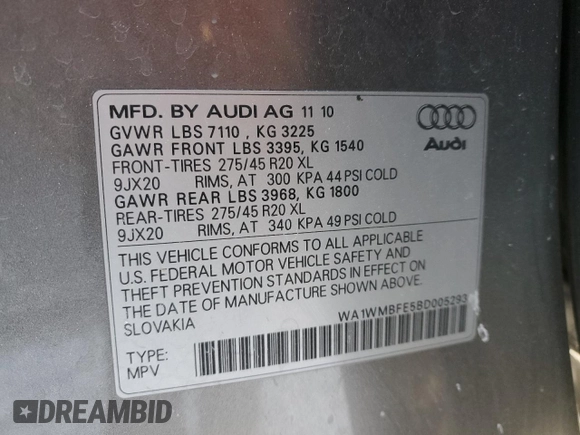 MFD. BY AUDI AG 11 10
GVWR LBS 7110 , KG 3225
GAWR FRONT LBS 3395, KG 1540
FRONT-TIRES 275/45 R20 XL
9JX20 RIMS, AT 300 KPA 44 PSI COLD
GAWR REAR LBS 3968, KG 1800
REAR-TIRES 275/45 R20 XL
9JX20 RIMS, AT 340 KPA 49 PSI COLD
Audi
THIS VEHICLE CONFORMS TO ALL APPLICABLE
U.S. FEDERAL MOTOR VEHICLE SAFETY AND
THEFT PREVENTION STANDARDS IN EFFECT ON
THE DATE OF MANUFACTURE SHOWN ABOVE.
SLOVAKIA
WA1WMBFE5BD005293
TYPE:
MPV
DREAMBID